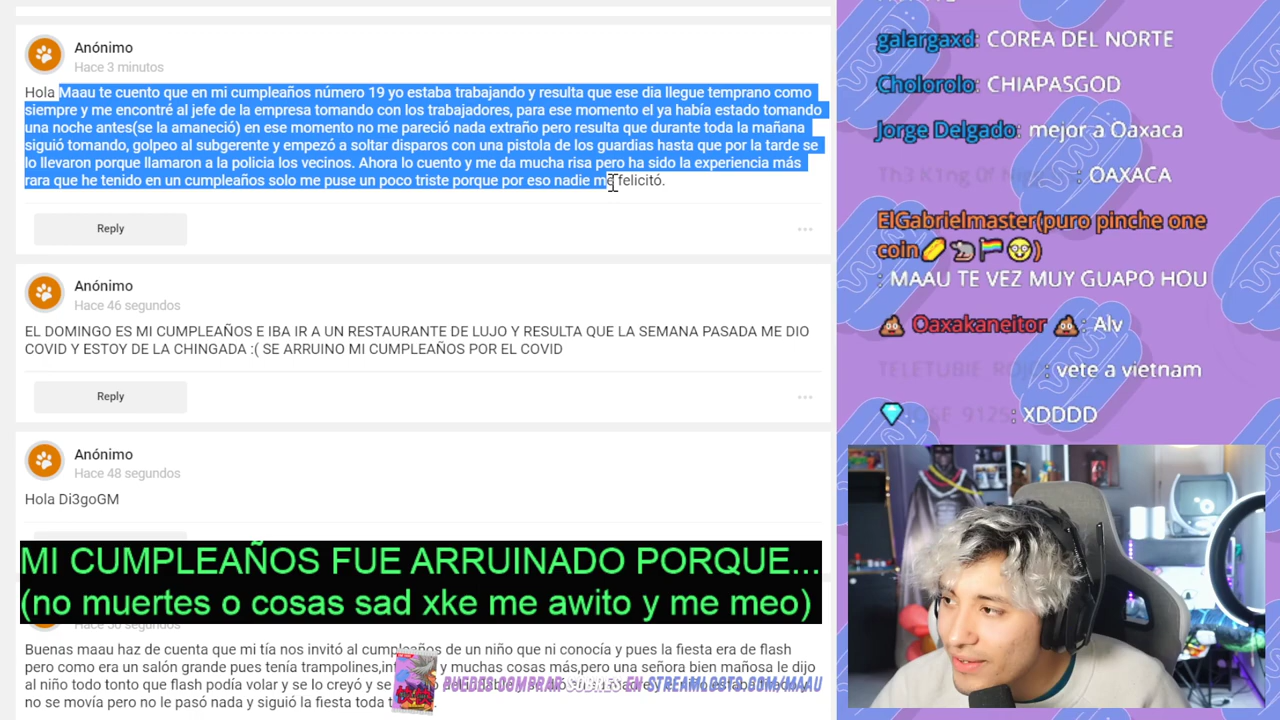 Anónimo
Hace 3 minutos
Hola Maau te cuento que en mi cumpleaños número 19 yo estaba trabajando y resulta que ese dia llegue temprano como
siempre y me encontré al jefe de la empresa tomando con los trabajadores, para ese momento el ya había estado tomando
una noche antes(se la amaneció) en ese momento no me pareció nada extraño pero resulta que durante toda la mañana
siguió tomando, golpeo al subgerente y empezó a soltar disparos con una pistola de los guardias hasta que por la tarde se
lo llevaron porque llamaron a la policia los vecinos. Ahora lo cuento y me da mucha risa pero ha sido la experiencia más
rara que he tenido en un cumpleaños solo me puse un poco triste porque por eso nadie me felicitó.
Reply
Anónimo
Hace 46 segundos
EL DOMINGO ES MI CUMPLEAÑOS E IBA IR A UN RESTAURANTE DE LUJO Y RESULTA QUE LA SEMANA PASADA ME DIO
COVID Y ESTOY DE LA CHINGADA :( SE ARRUINO MI CUMPLEAÑOS POR EL COVID
Reply
Anónimo
Hace 48 segundos
Hola Di3goGM
MI CUMPLEAÑOS FUE ARRUINADO PORQUE...
(no muertes o cosas sad xke me awito y me meo)
segundos
Buenas maau haz de cuenta que mi tía nos invitó al cumpleaños de un niño que ni conocía y pues la fiesta era de flash
pero como era un salón grande pues tenía trampolines, y muchas cosas más,pero una señora bien mañosa le dijo
al niño todo tonto que flash podía volar y se lo creyó y se
no se movía pero no le pasó nada y siguió la fiesta toda
PUEDES COMPRAR SOBRES EN STREAMLOOTS.COM/MAAU
galargaxd: COREA DEL NORTE
Cholorolo: CHIAPASGOD
Jorge Delgado: mejor a Oaxaca
: OAXACA
ElGabrielmaster(puro pinche one
coin)
: MAAU TE VEZ MUY GUAPO HOU
Oaxakaneitor: Alv
: vete a vietnam
: XDDDD